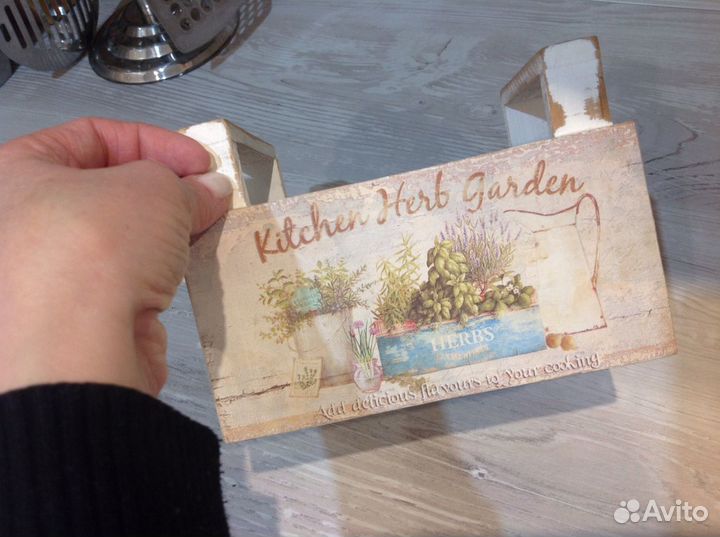 Kitchen Herb Garden
HERBS
Add delicious flavours to your cooking
Avito